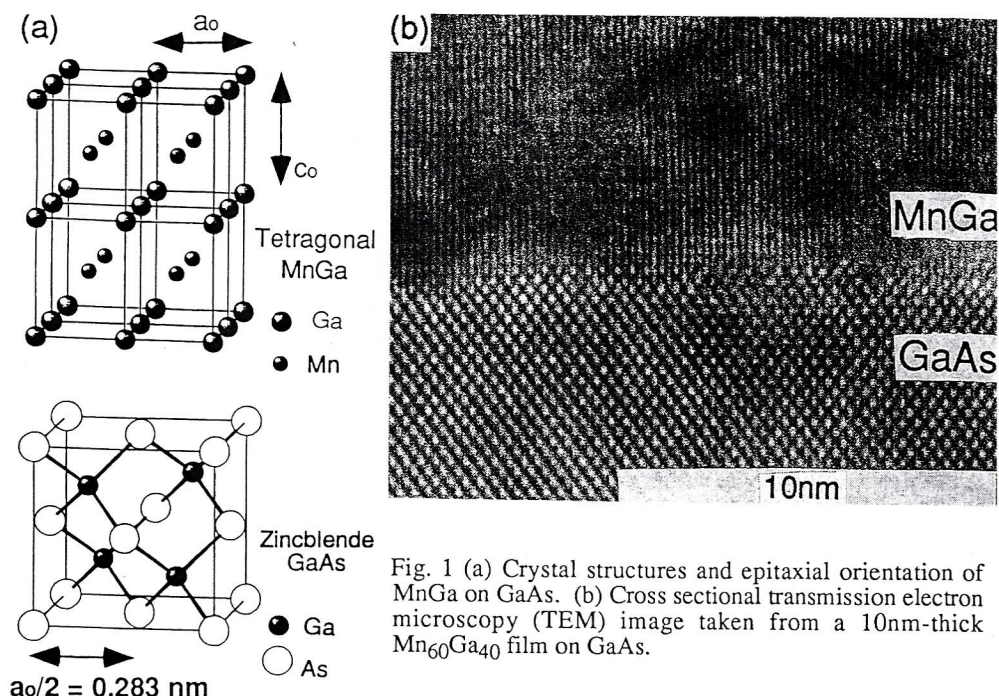 (a)
a₀
C₀
Tetragonal
MnGa
Ga
Mn
Zincblende
GaAs
Ga
As
a₀/2 = 0.283 nm
(b)
MnGa
GaAs
10nm
Fig. 1 (a) Crystal structures and epitaxial orientation of
MnGa on GaAs. (b) Cross sectional transmission electron
microscopy (TEM) image taken from a 10nm-thick
Mn₆₀Ga₄₀ film on GaAs.